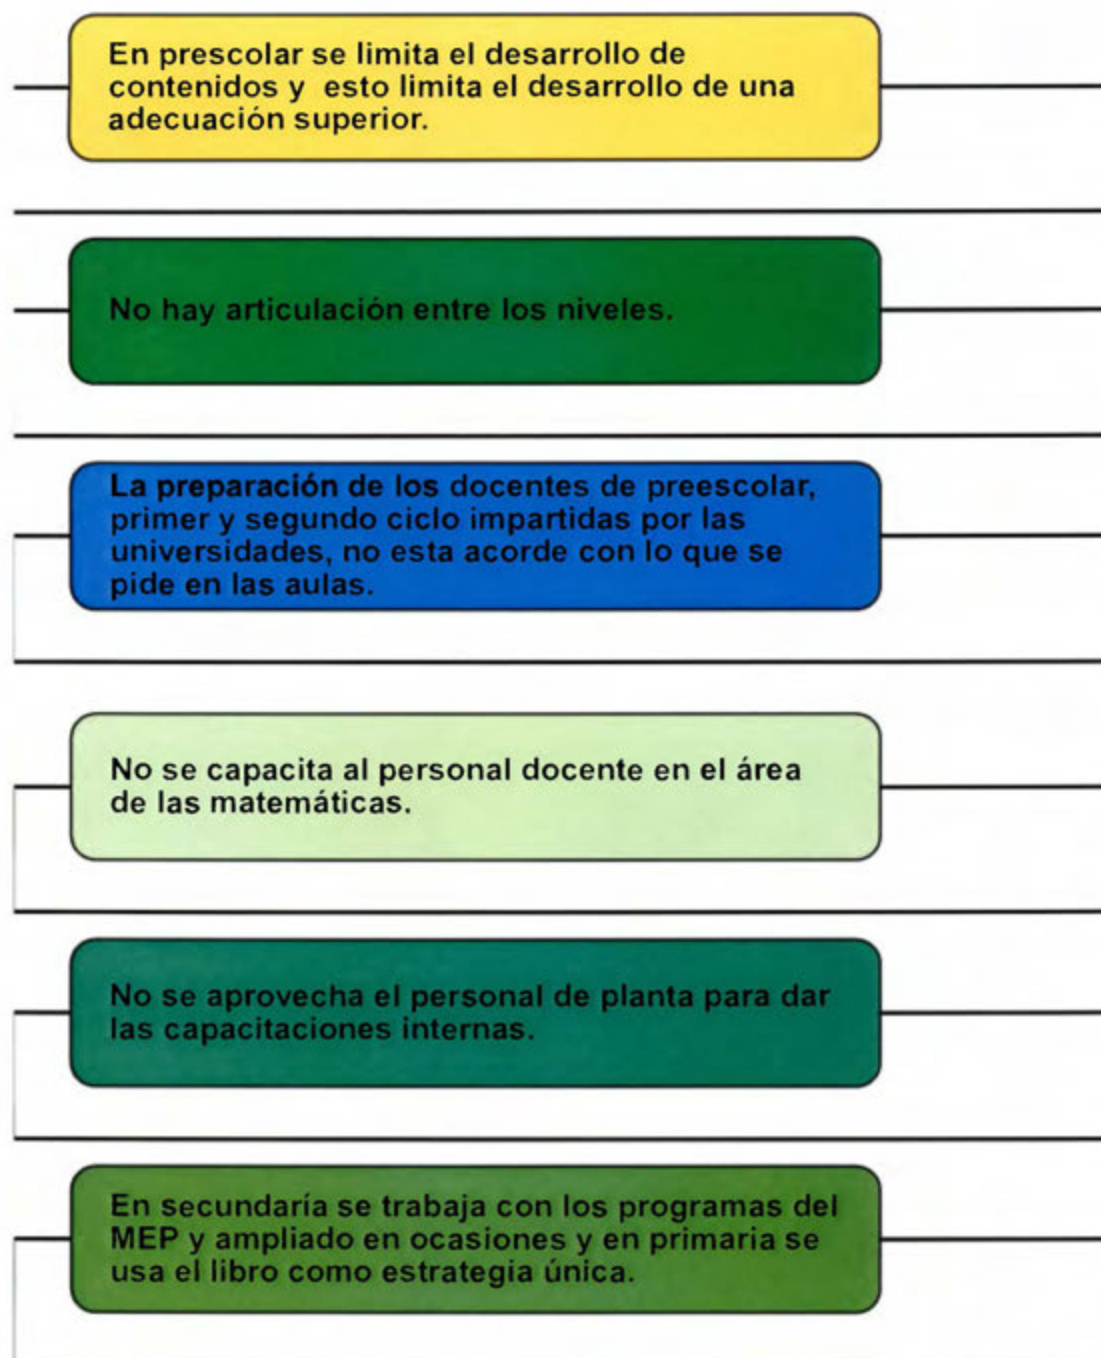 En prescolar se limita el desarrollo de
contenidos y esto limita el desarrollo de una
adecuación superior.
No hay articulación entre los niveles.
La preparación de los docentes de preescolar,
primer y segundo ciclo impartidas por las
universidades, no esta acorde con lo que se
pide en las aulas.
No se capacita al personal docente en el área
de las matemáticas.
No se aprovecha el personal de planta para dar
las capacitaciones internas.
En secundaría se trabaja con los programas del
MEP y ampliado en ocasiones y en primaria se
usa el libro como estrategia única.